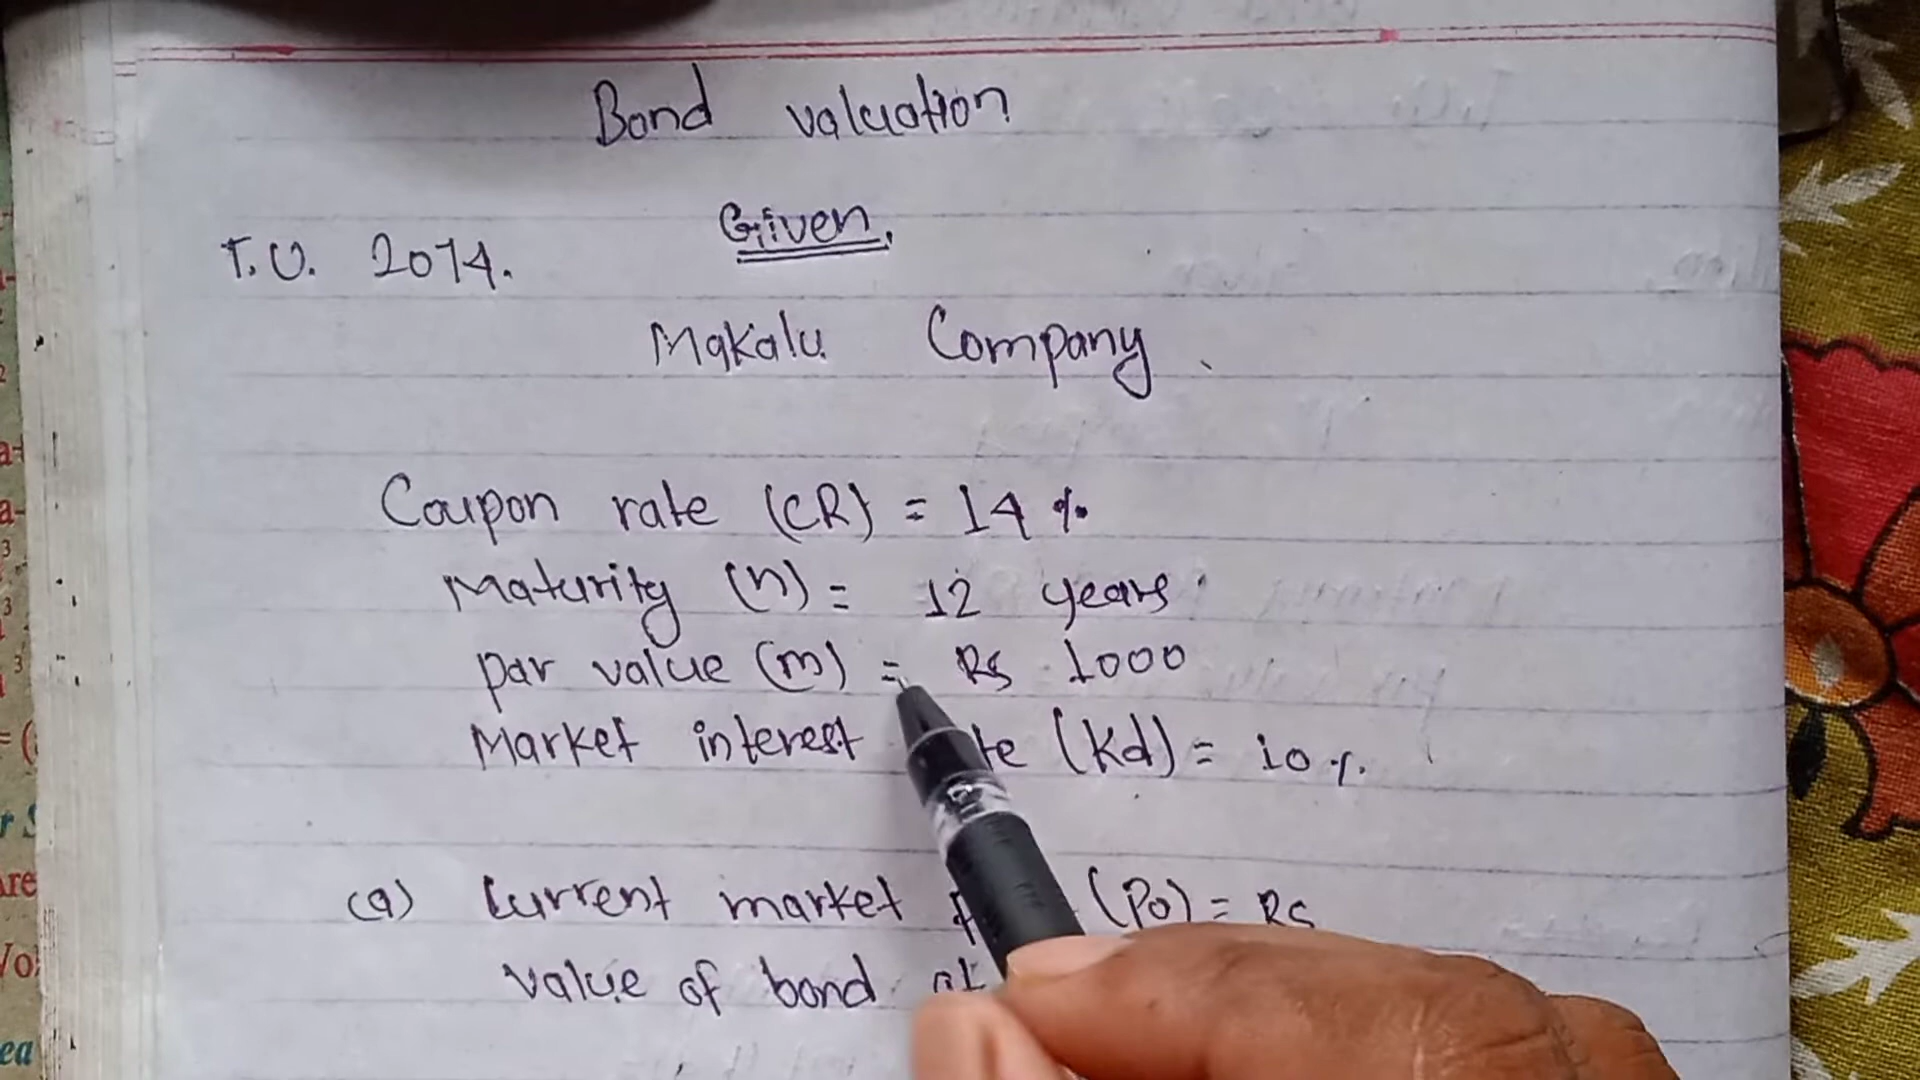 Bond valuation
Given,
T.U. 2074.
Makalu Company
Coupon rate (CR) = 14 %
Maturity (n) = 12 years
par value (m) = Rs 1000
Market interest (Kd) = 10 %
(a) Current market (Po) = Rs
value of bond at